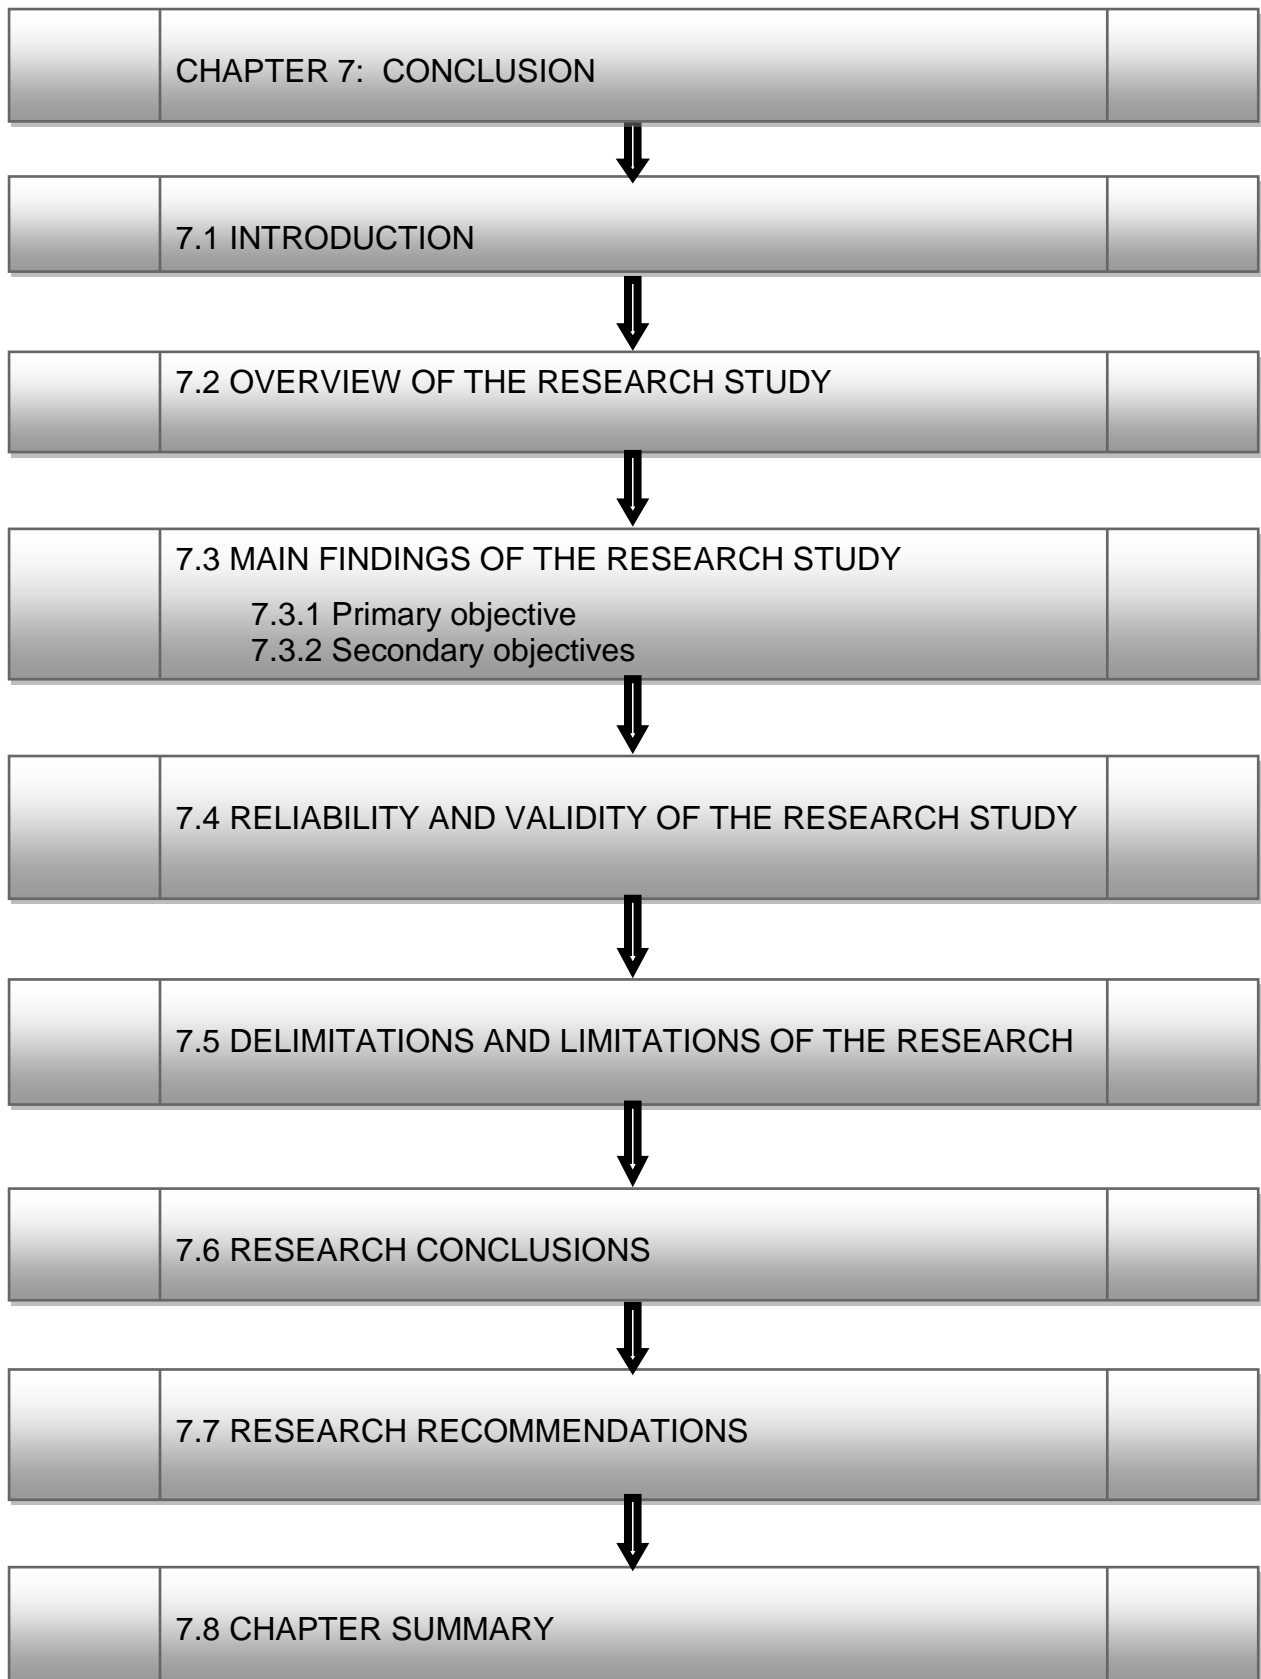 CHAPTER 7:  CONCLUSION
7.1 INTRODUCTION
7.2 OVERVIEW OF THE RESEARCH STUDY
7.3 MAIN FINDINGS OF THE RESEARCH STUDY
7.3.1 Primary objective
7.3.2 Secondary objectives
7.4 RELIABILITY AND VALIDITY OF THE RESEARCH STUDY
7.5 DELIMITATIONS AND LIMITATIONS OF THE RESEARCH
7.6 RESEARCH CONCLUSIONS
7.7 RESEARCH RECOMMENDATIONS
7.8 CHAPTER SUMMARY